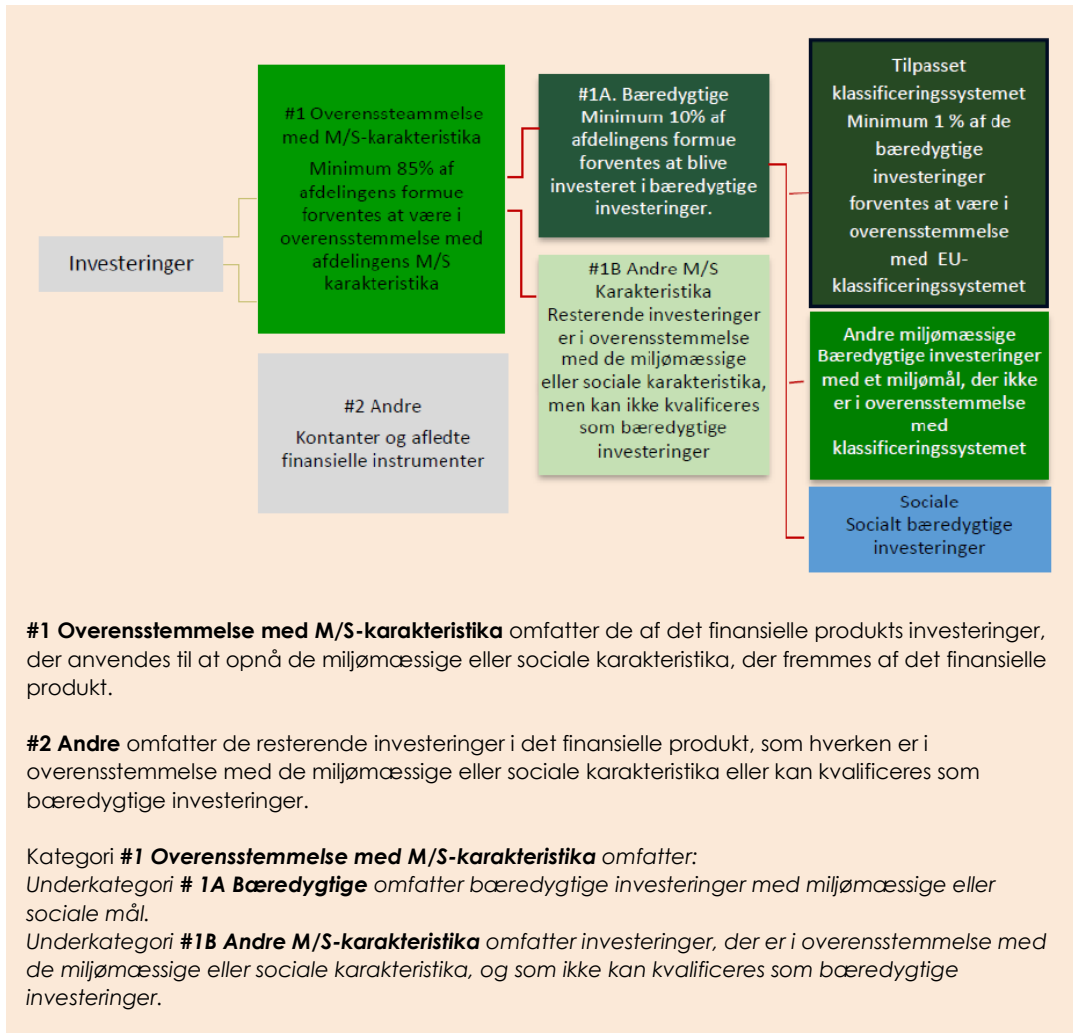 Investeringer
#1 Overenssteammelse
med M/S-karakteristika
Minimum 85% af
afdelingens formue
forventes at være i
overensstemmelse med
afdelingens M/S
karakteristika
#2 Andre
Kontanter og afledte
finansielle instrumenter
#1A. Bæredygtige
Minimum 10% af
afdelingens formue
forventes at blive
investeret i bæredygtige
investeringer.
#1B Andre M/S
Karakteristika
Resterende investeringer
er i overensstemmelse
med de miljømæssige
eller sociale karakteristika,
men kan ikke kvalificeres
som bæredygtige
investeringer
Tilpasset
klassificeringssystemet
Minimum 1 % af de
bæredygtige
investeringer
forventes at være i
overensstemmelse
med EU-
klassificeringssystemet
Andre miljømæssige
Bæredygtige investeringer
med et miljømål, der ikke
er i overensstemmelse
med
klassificeringssystemet
Sociale
Socialt bæredygtige
investeringer
#1 Overensstemmelse med M/S-karakteristika omfatter de af det finansielle produkts investeringer,
der anvendes til at opnå de miljømæssige eller sociale karakteristika, der fremmes af det finansielle
produkt.
#2 Andre omfatter de resterende investeringer i det finansielle produkt, som hverken er i
overensstemmelse med de miljømæssige eller sociale karakteristika eller kan kvalificeres som
bæredygtige investeringer.
Kategori #1 Overensstemmelse med M/S-karakteristika omfatter:
Underkategori # 1A Bæredygtige omfatter bæredygtige investeringer med miljømæssige eller
sociale mål.
Underkategori #1B Andre M/S-karakteristika omfatter investeringer, der er i overensstemmelse med
de miljømæssige eller sociale karakteristika, og som ikke kan kvalificeres som bæredygtige
investeringer.